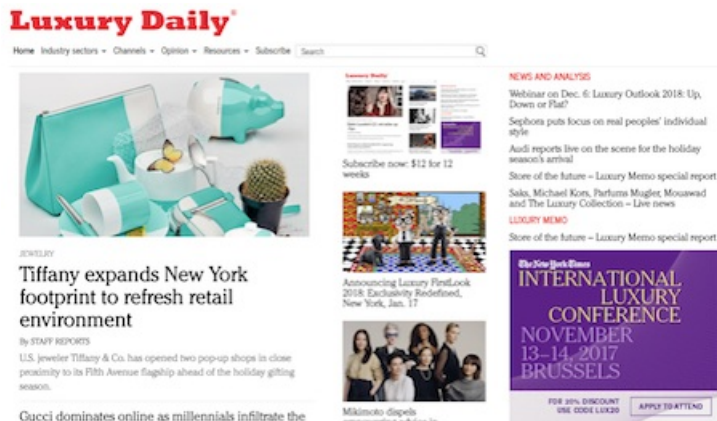 Luxury Daily®
Home Industry sectors Channels Opinion Resources Subscribe Search
JEWELRY
Tiffany expands New York
footprint to refresh retail
environment
By STAFF REPORTS
U.S. jeweler Tiffany & Co. has opened two pop-up shops in close
proximity to its Fifth Avenue flagship ahead of the holiday gifting
season.
Gucci dominates online as millennials infiltrate the
Luxury Daily
Subscribe now: $12 for 12
weeks
Announcing Luxury FirstLook
2018: Exclusivity Redefined,
New York, Jan. 17
Mikimoto dispels
NEWS AND ANALYSIS
Webinar on Dec. 6: Luxury Outlook 2018: Up,
Down or Flat?
Sephora puts focus on real peoples' individual
style
Audi reports live on the scene for the holiday
season's arrival
Store of the future – Luxury Memo special report
Saks, Michael Kors, Parfums Mugler, Mouawad
and The Luxury Collection – Live news
LUXURY MEMO
Store of the future – Luxury Memo special report
The New York Times
INTERNATIONAL
LUXURY
CONFERENCE
NOVEMBER
13–14, 2017
BRUSSELS
FOR 20% DISCOUNT
USE CODE LUX20
APPLY TO ATTEND